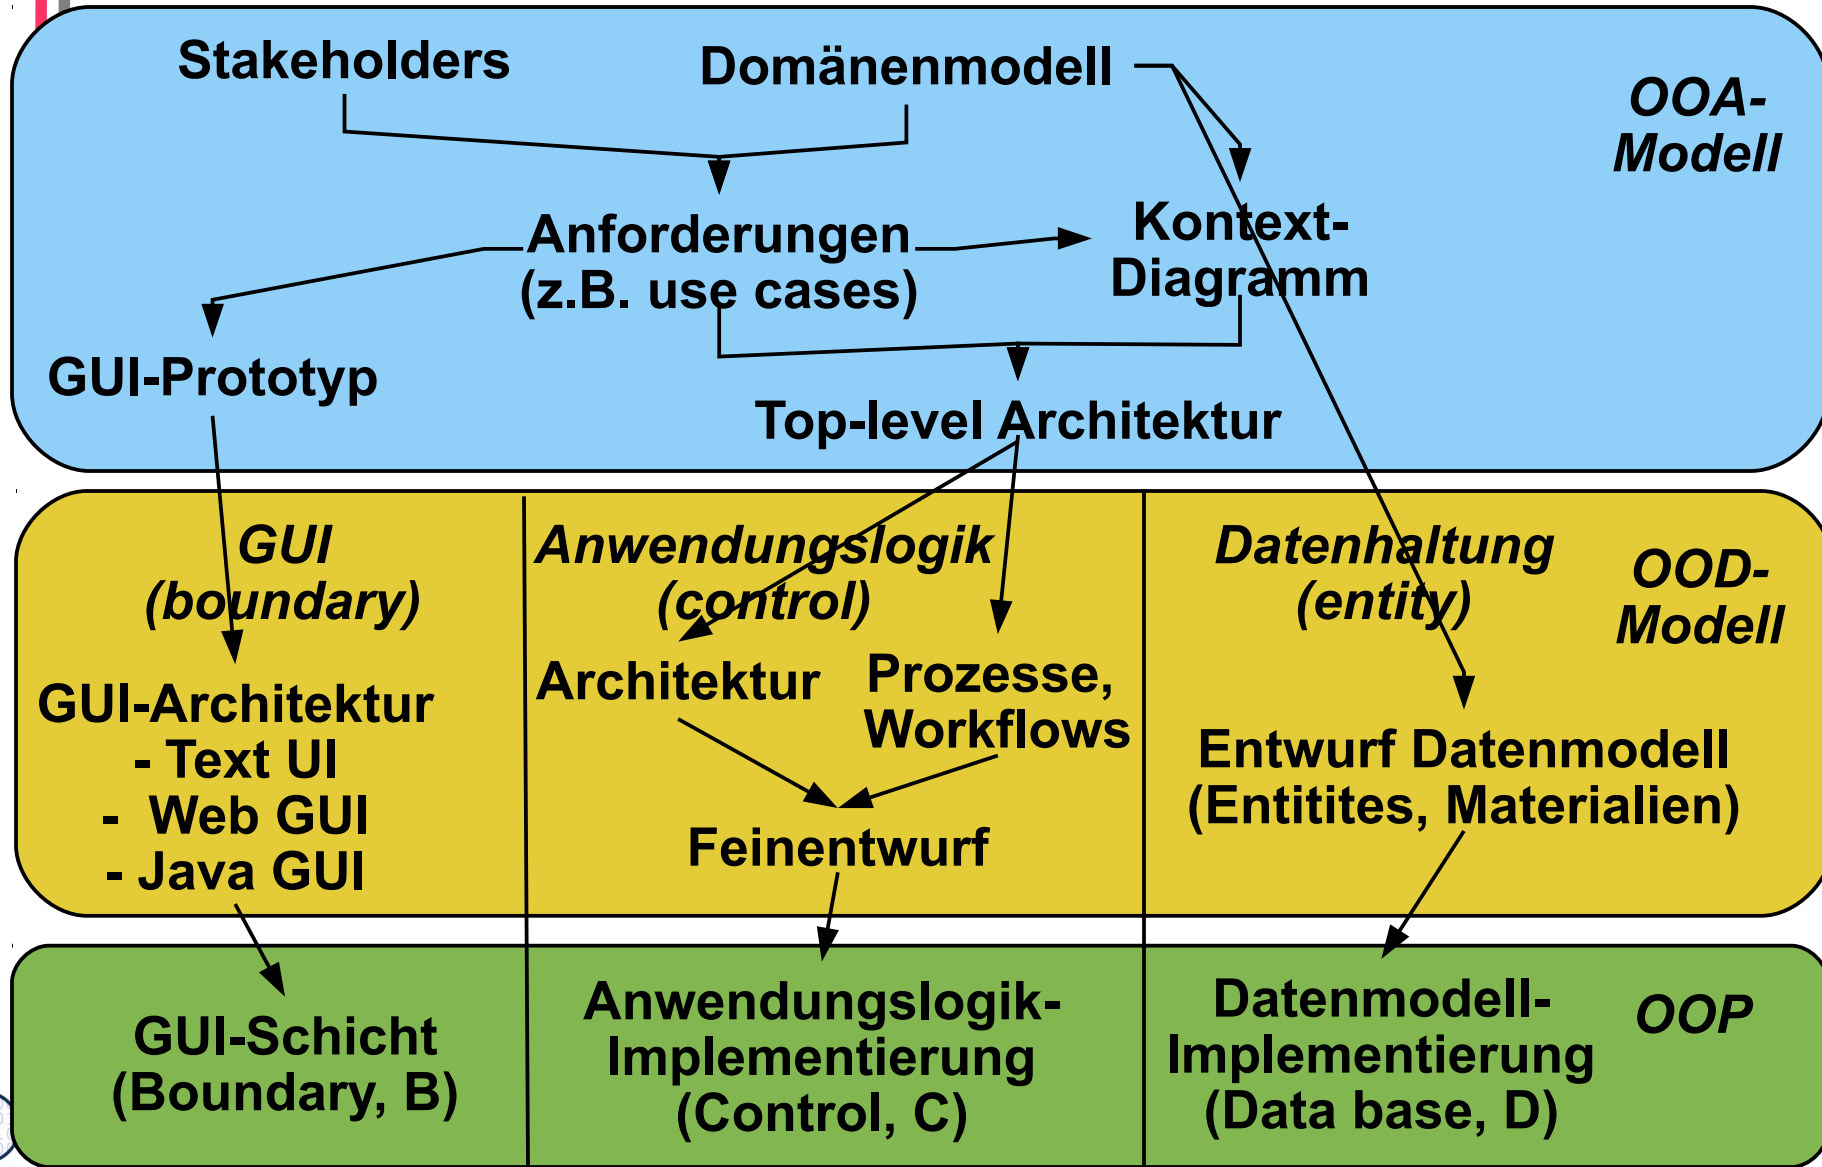 Stakeholders
Domänenmodell
OOA-
Modell
Anforderungen
(z.B. use cases)
Kontext-
Diagramm
GUI-Prototyp
Top-level Architektur
GUI
(boundary)
Anwendungslogik
(control)
Datenhaltung
(entity)
OOD-
Modell
GUI-Architektur
- Text UI
- Web GUI
- Java GUI
Architektur
Prozesse,
Workflows
Feinentwurf
Entwurf Datenmodell
(Entitites, Materialien)
GUI-Schicht
(Boundary, B)
Anwendungslogik-
Implementierung
(Control, C)
Datenmodell-
Implementierung
(Data base, D)
OOP